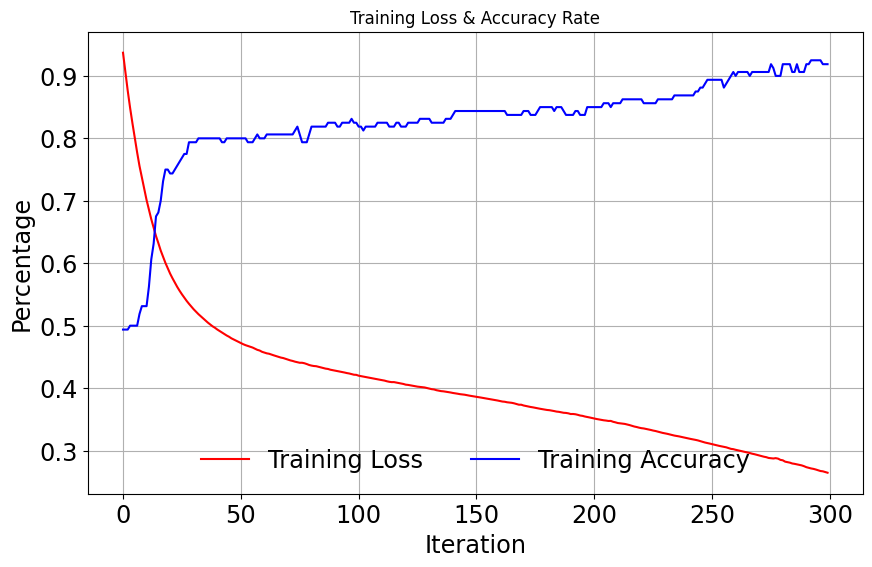 Training Loss & Accuracy Rate
Percentage
0.9
0.8
0.7
0.6
0.5
0.4
0.3
Training Loss
Training Accuracy
0 50 100 150 200 250 300
Iteration